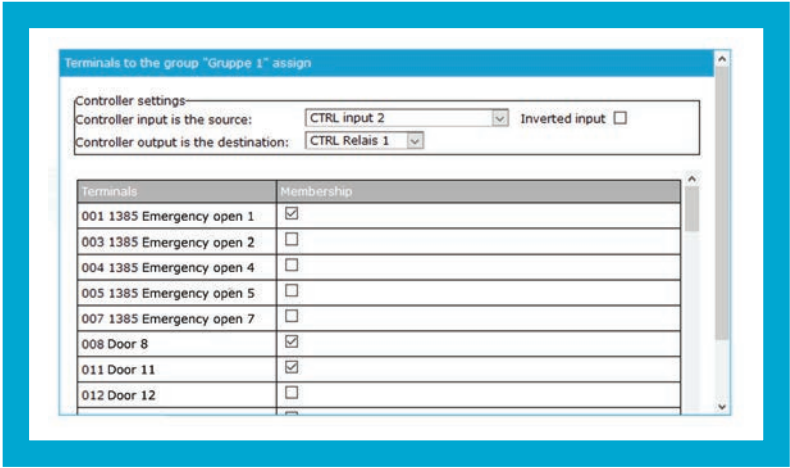 Terminals to the group "Gruppe 1" assign
Controller settings
Controller input is the source: CTRL input 2 Inverted input
Controller output is the destination: CTRL Relais 1
Terminals Membership
001 1385 Emergency open 1
003 1385 Emergency open 2
004 1385 Emergency open 4
005 1385 Emergency open 5
007 1385 Emergency open 7
008 Door 8
011 Door 11
012 Door 12